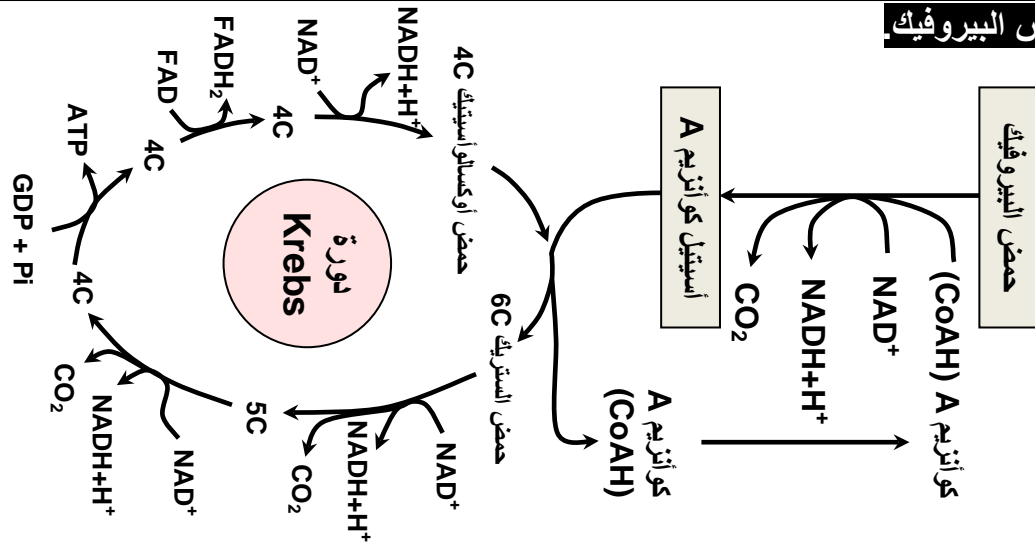 ض البيروفيك.
حمض البيروفيك
كوأنزيم A (CoAH)
NAD⁺
NADH+H⁺
CO₂
أسيتيل كوأنزيم A
كوأنزيم A
(CoAH)
حمض أوكسالوأسيتيك 4C
حمض الستريك 6C
NAD⁺
NADH+H⁺
CO₂
5C
NAD⁺
NADH+H⁺
CO₂
4C
GDP + Pi
ATP
4C
FAD
FADH₂
4C
NAD⁺
NADH+H⁺
دورة
Krebs